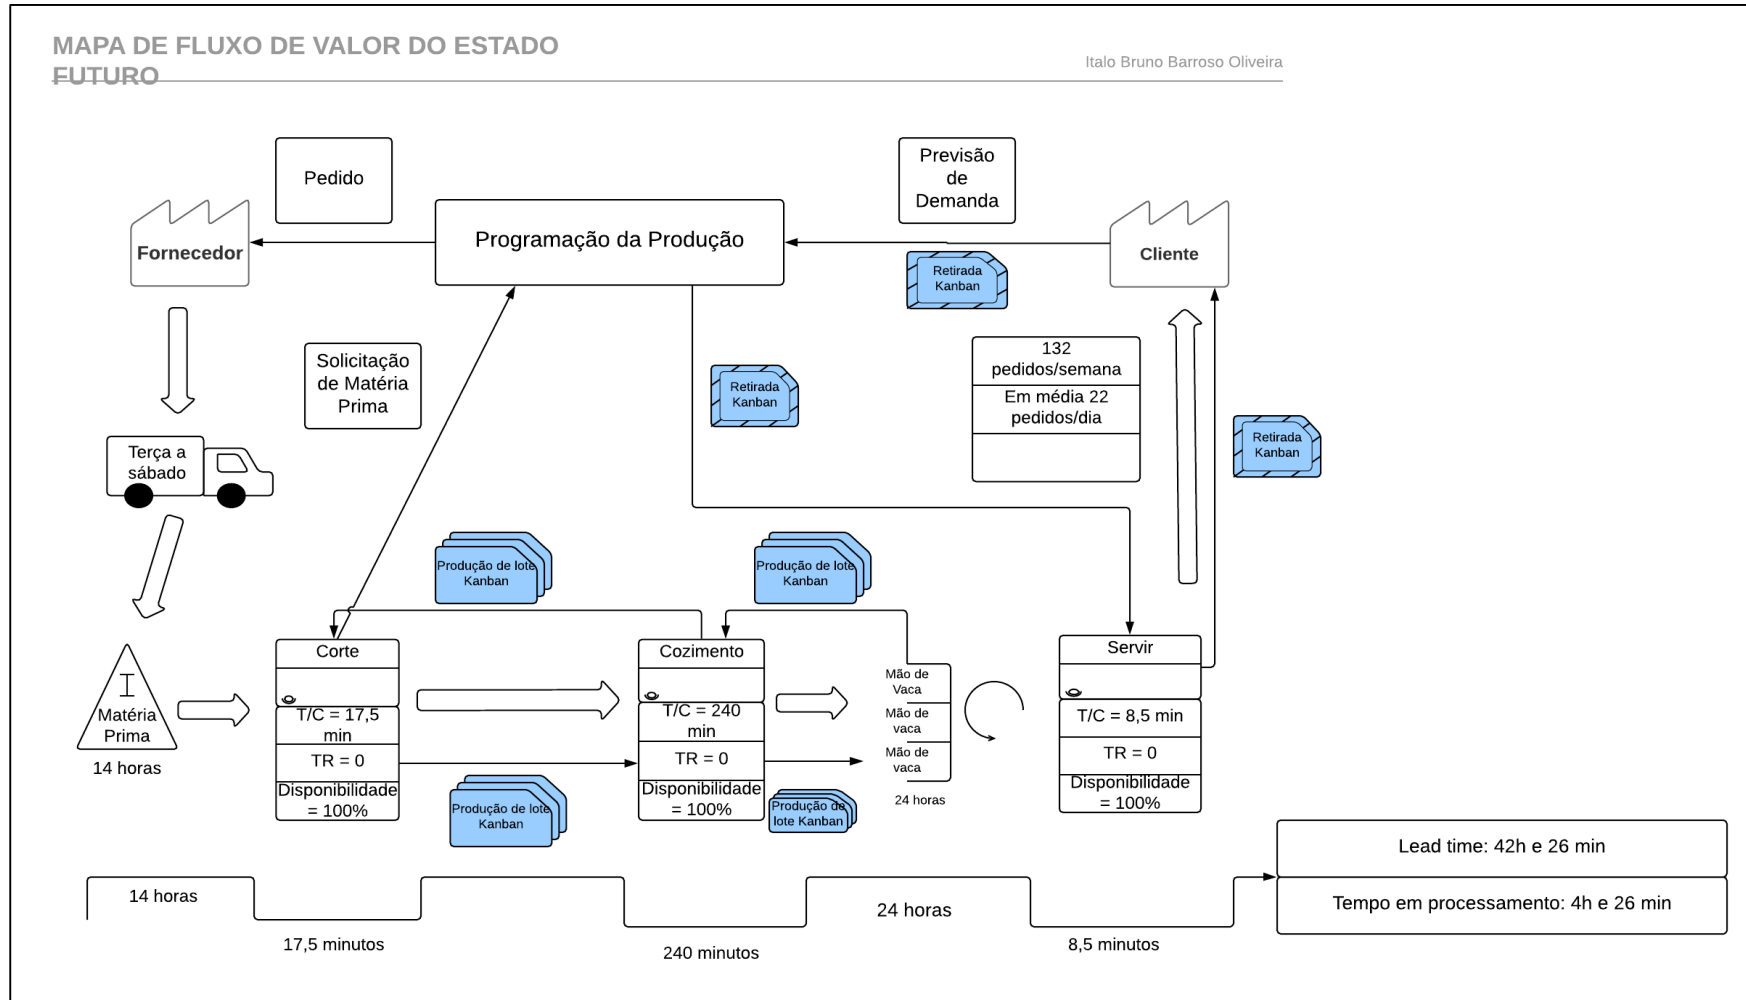 MAPA DE FLUXO DE VALOR DO ESTADO
FUTURO
Italo Bruno Barroso Oliveira
Pedido
Previsão
de
Demanda
Fornecedor
Programação da Produção
Cliente
Retirada
Kanban
Solicitação
de Matéria
Prima
Retirada
Kanban
132
pedidos/semana
Em média 22
pedidos/dia
Retirada
Kanban
Terça a
sábado
Produção de lote
Kanban
Produção de lote
Kanban
Matéria
Prima
14 horas
Corte
T/C = 17,5
min
TR = 0
Disponibilidade
= 100%
Produção de lote
Kanban
Cozimento
T/C = 240
min
TR = 0
Disponibilidade
= 100%
Produção de
lote Kanban
Mão de
Vaca
Mão de
vaca
Mão de
vaca
24 horas
Servir
T/C = 8,5 min
TR = 0
Disponibilidade
= 100%
14 horas
17,5 minutos
240 minutos
24 horas
8,5 minutos
Lead time: 42h e 26 min
Tempo em processamento: 4h e 26 min